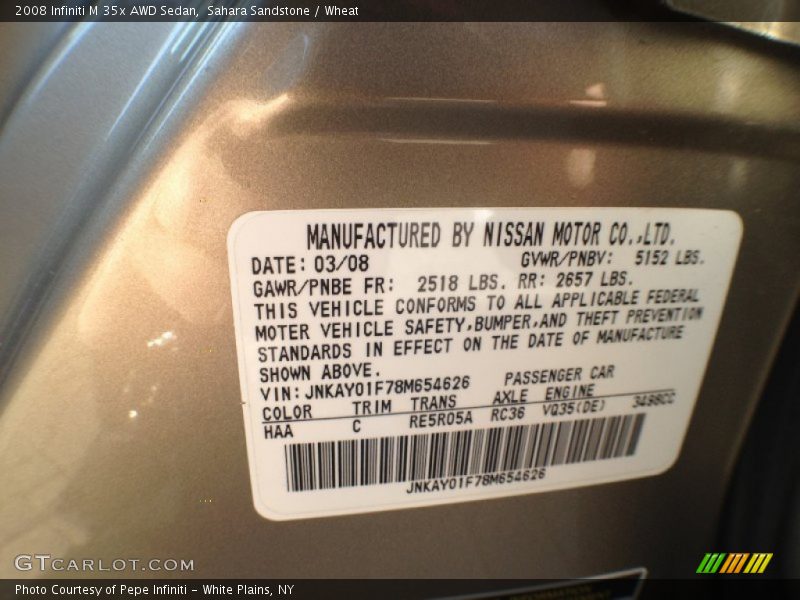 2008 Infiniti M 35x AWD Sedan,  Sahara Sandstone / Wheat
MANUFACTURED BY NISSAN MOTOR CO.,LTD.
DATE: 03/08 GVWR/PNBV: 5152 LBS.
GAWR/PNBE FR: 2518 LBS. RR: 2657 LBS.
THIS VEHICLE CONFORMS TO ALL APPLICABLE FEDERAL
MOTER VEHICLE SAFETY,BUMPER,AND THEFT PREVENTION
STANDARDS IN EFFECT ON THE DATE OF MANUFACTURE
SHOWN ABOVE.
VIN: JNKAY01F78M654626 PASSENGER CAR
COLOR TRIM TRANS AXLE ENGINE
HAA C RE5R05A RC36 VQ35(DE) 3498CC
JNKAY01F78M654626
GTCARLOT.COM
Photo Courtesy of Pepe Infiniti - White Plains, NY